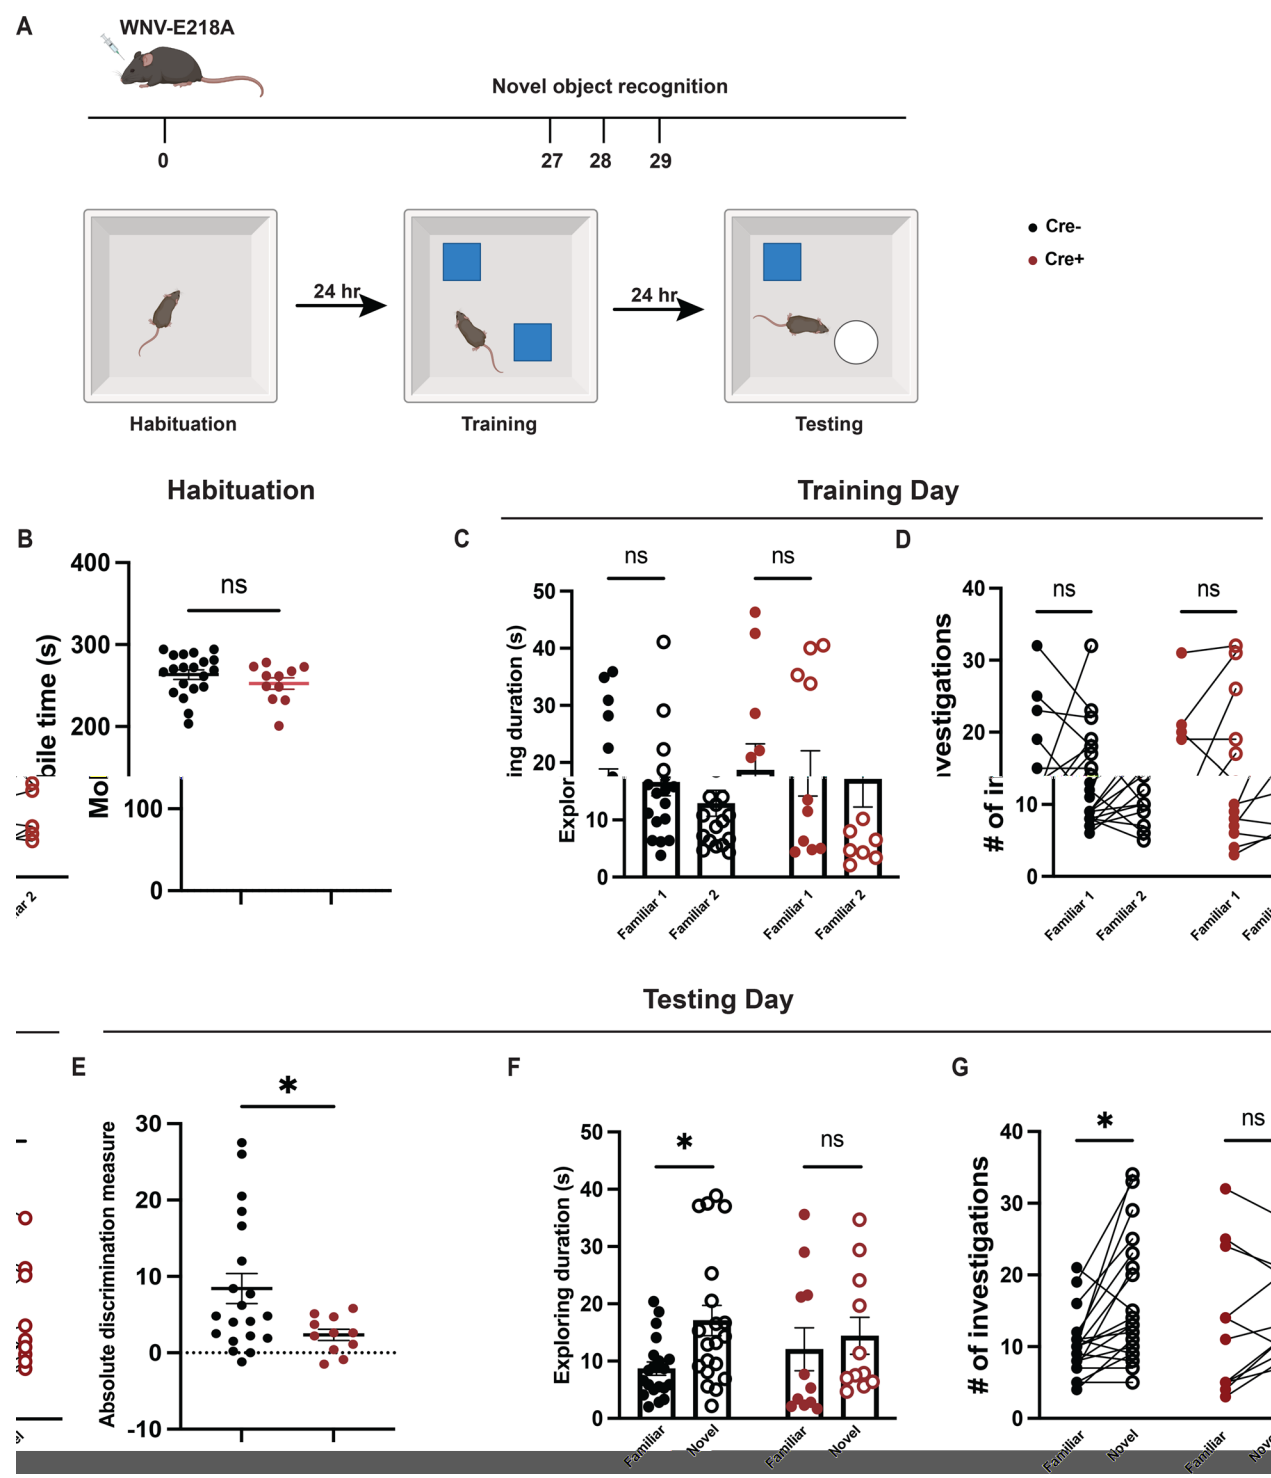 A
WNV-E218A
Novel object recognition
0
27
28
29
24 hr
24 hr
Cre-
Cre+
Habituation
Training
Testing
Habituation
Training Day
B
400
300
200
100
0
ns
C
ns
ns
50
40
30
20
10
0
Familiar 1
Familiar 2
Familiar 1
Familiar 2
D
ns
ns
40
30
20
10
0
Familiar 1
Familiar 2
Familiar 1
Testing Day
E
*
Absolute discrimination measure
30
20
10
0
-10
F
*
ns
Exploring duration (s)
50
40
30
20
10
0
Familiar
Novel
Familiar
Novel
G
*
ns
# of investigations
40
30
20
10
0
Familiar
Novel
Familiar